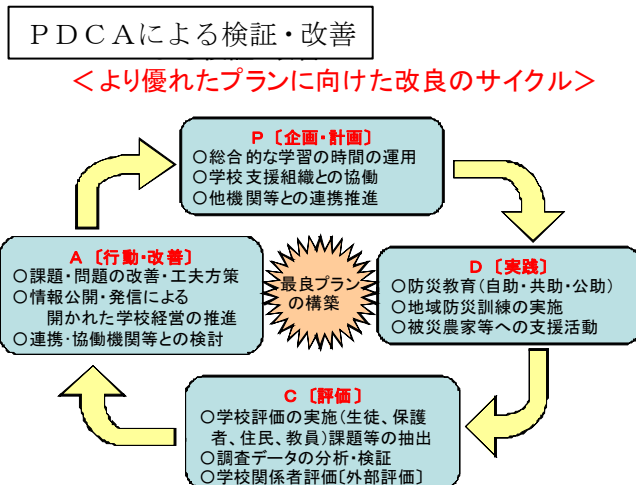 PDCAによる検証・改善
＜より優れたプランに向けた改良のサイクル＞
P〔企画・計画〕
○総合的な学習の時間の運用
○学校支援組織との協働
○他機関等との連携推進
A〔行動・改善〕
○課題・問題の改善・工夫方策
○情報公開・発信による
開かれた学校経営の推進
○連携・協働機関等との検討
最良プラン
の構築
D〔実践〕
○防災教育(自助・共助・公助)
○地域防災訓練の実施
○被災農家等への支援活動
C〔評価〕
○学校評価の実施(生徒、保護
者、住民、教員)課題等の抽出
○調査データの分析・検証
○学校関係者評価〔外部評価〕